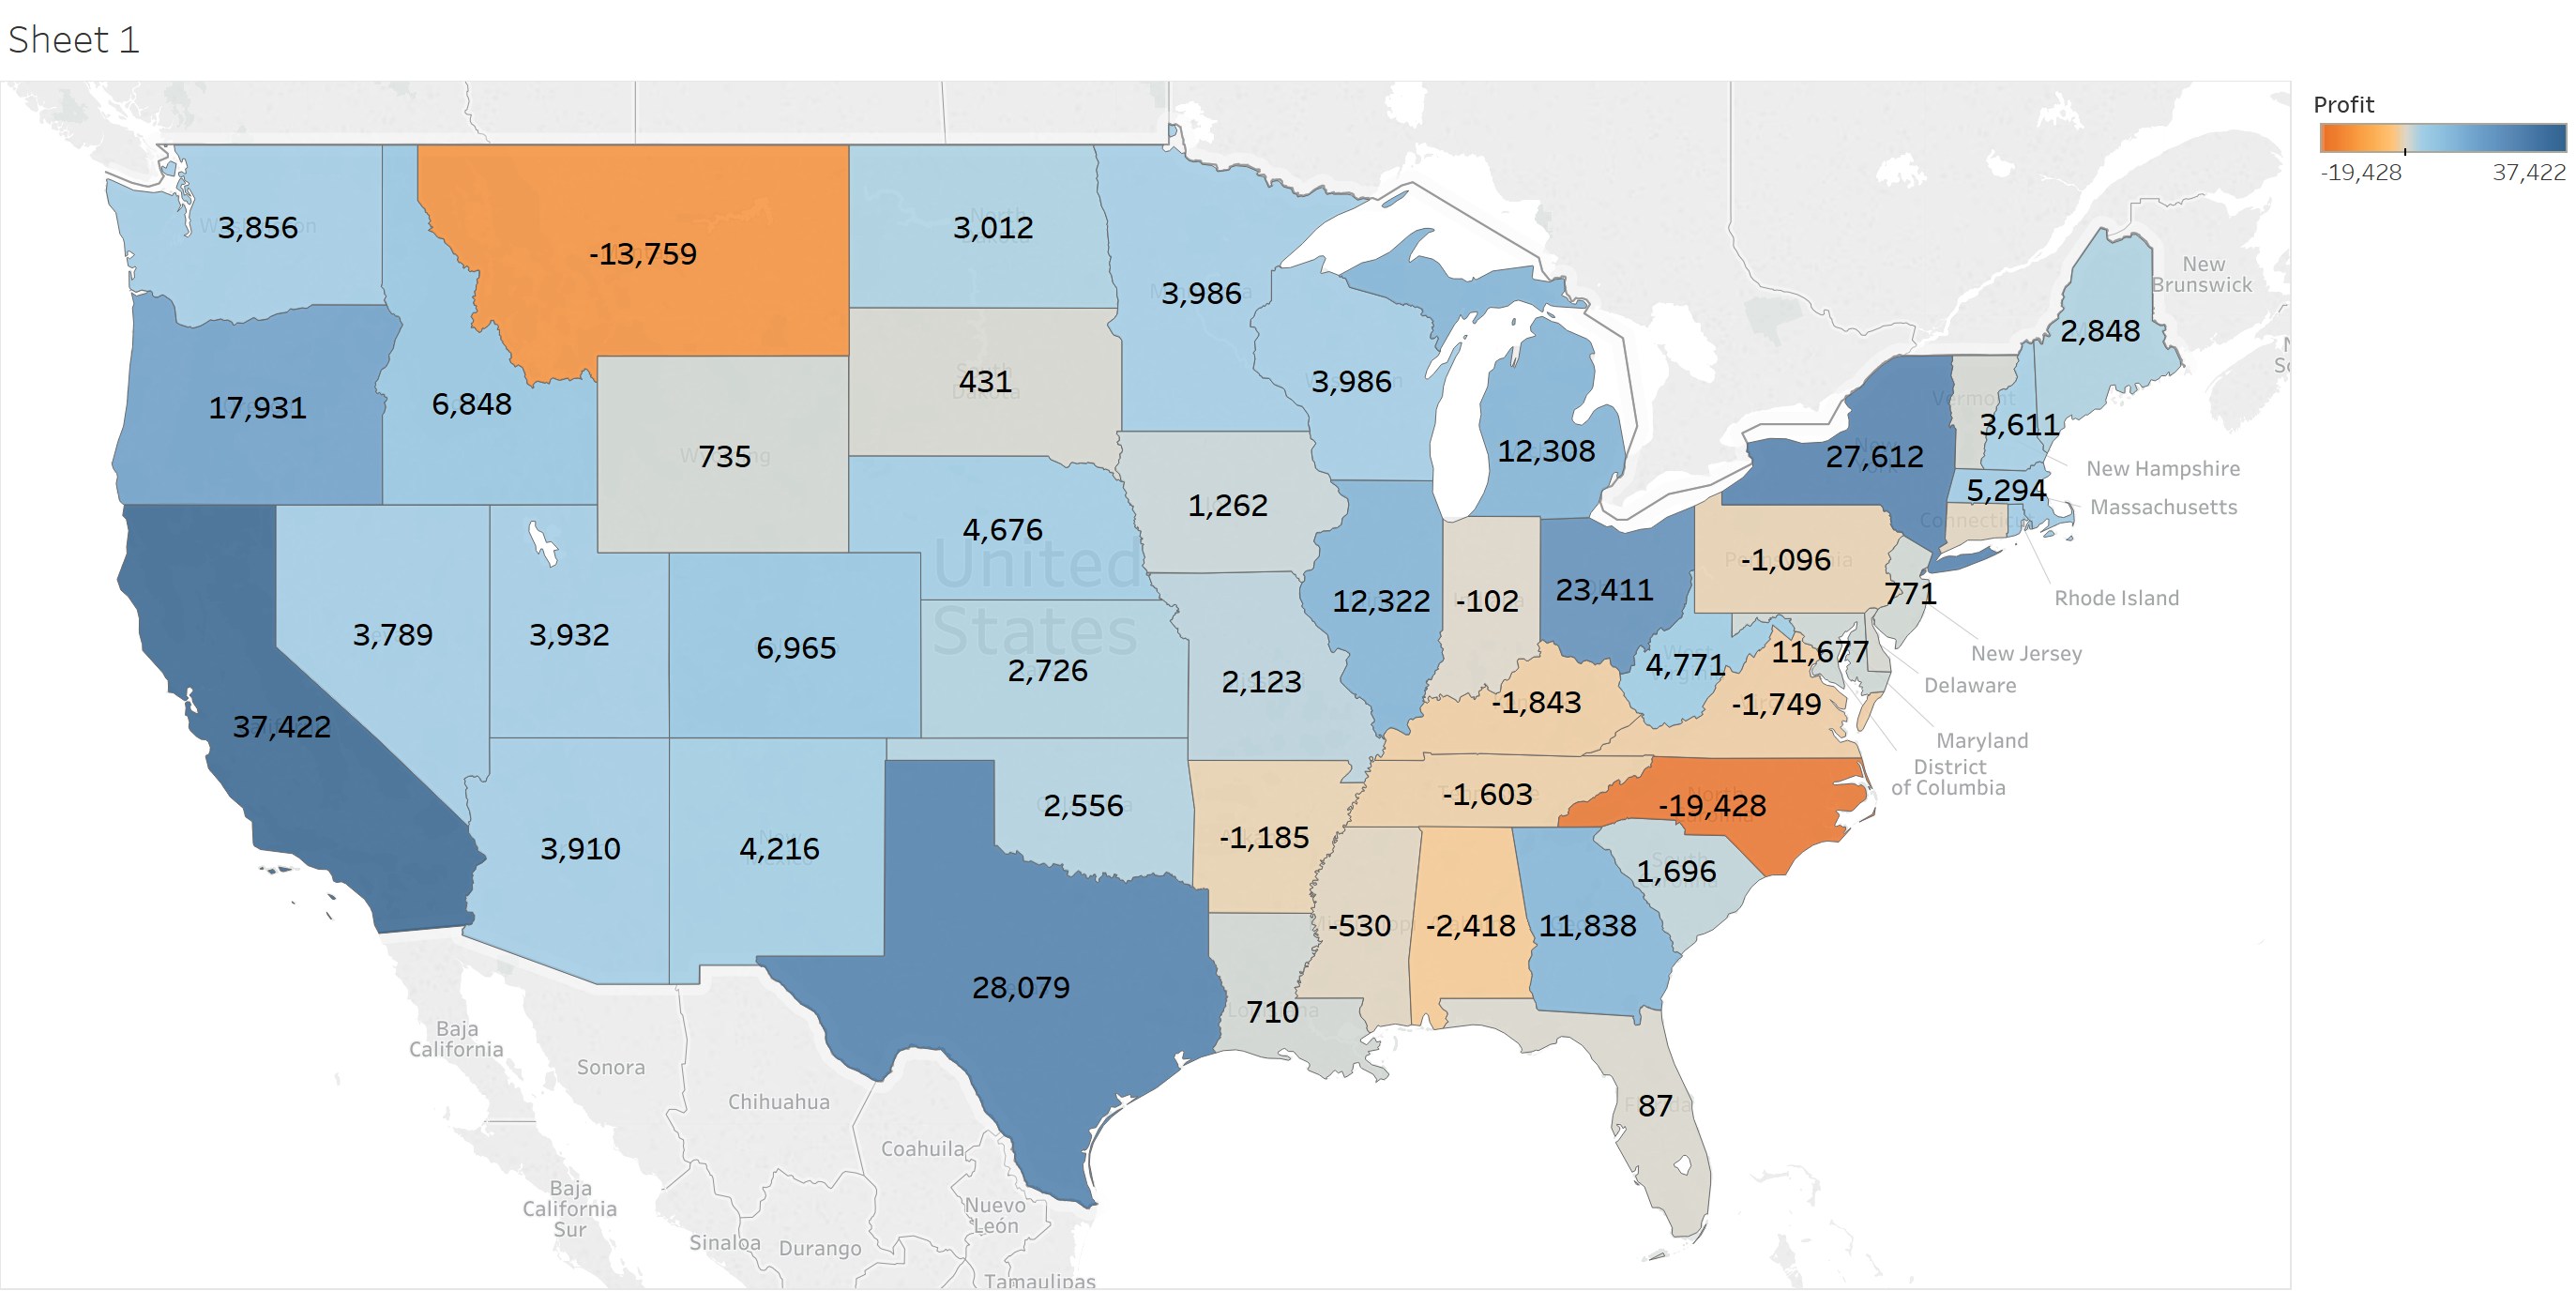 Sheet 1
Profit
-19,428
37,422
3,856
-13,759
3,012
3,986
3,986
12,308
2,848
New
Brunswick
17,931
6,848
735
431
1,262
27,612
Vermont
3,611
New Hampshire
5,294
Massachusetts
Connecticut
Rhode Island
4,676
United
States
12,322
-102
23,411
-1,096
771
New Jersey
Delaware
Maryland
District
of Columbia
37,422
3,789
3,932
6,965
2,726
2,123
-1,843
4,771
11,677
-1,749
3,910
4,216
2,556
-1,185
-1,603
-19,428
1,696
28,079
710
-530
-2,418
11,838
87
Baja
California
Sonora
Chihuahua
Coahuila
Baja
California
Sur
Nuevo
León
Sinaloa
Durango
Tamaulipas